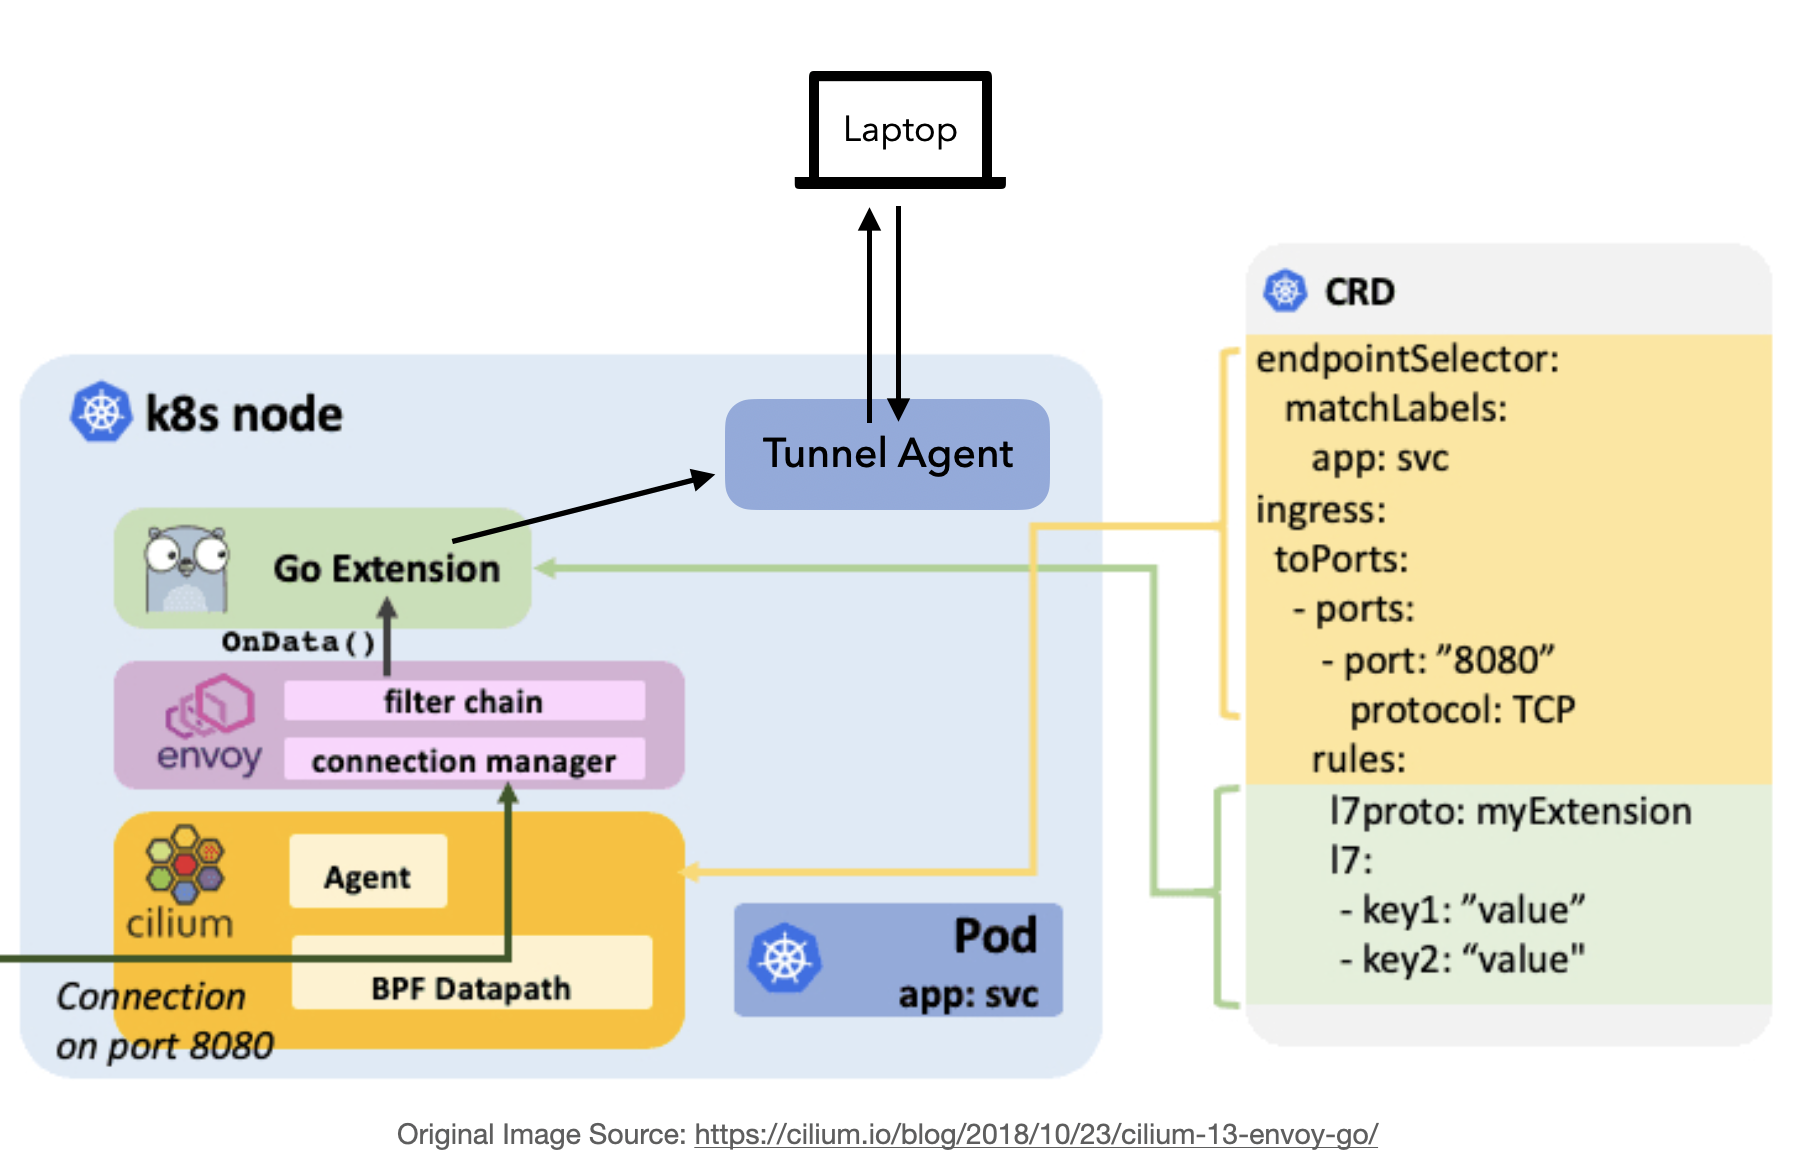 Laptop
k8s node
Tunnel Agent
Go Extension
OnData()
envoy
filter chain
connection manager
cilium
Agent
BPF Datapath
Connection
on port 8080
Pod
app: svc
CRD
endpointSelector:
matchLabels:
app: svc
ingress:
toPorts:
- ports:
- port: ”8080”
protocol: TCP
rules:
l7proto: myExtension
l7:
- key1: ”value”
- key2: “value"
Original Image Source: https://cilium.io/blog/2018/10/23/cilium-13-envoy-go/